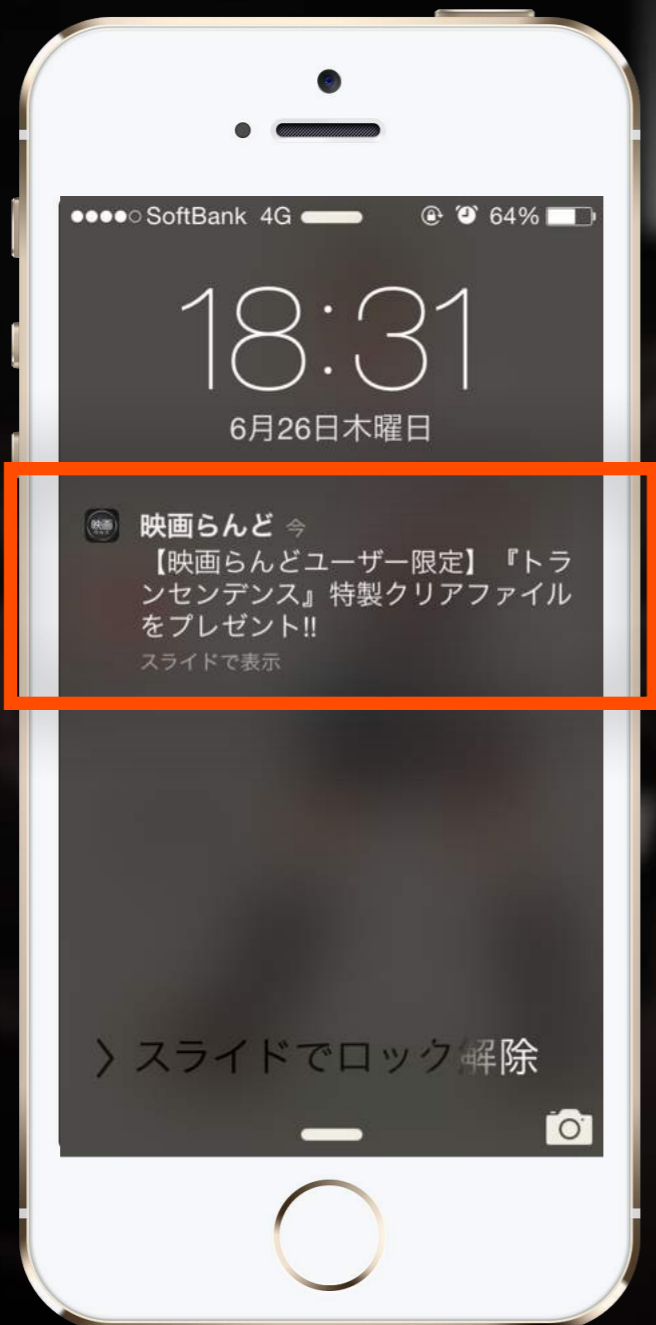 ●●●●○ SoftBank 4G 64%
18:31
6月26日木曜日
映画らんど 今
【映画らんどユーザー限定】『トラ
ンセンデンス』特製クリアファイル
をプレゼント!!
スライドで表示
〉スライドでロック解除